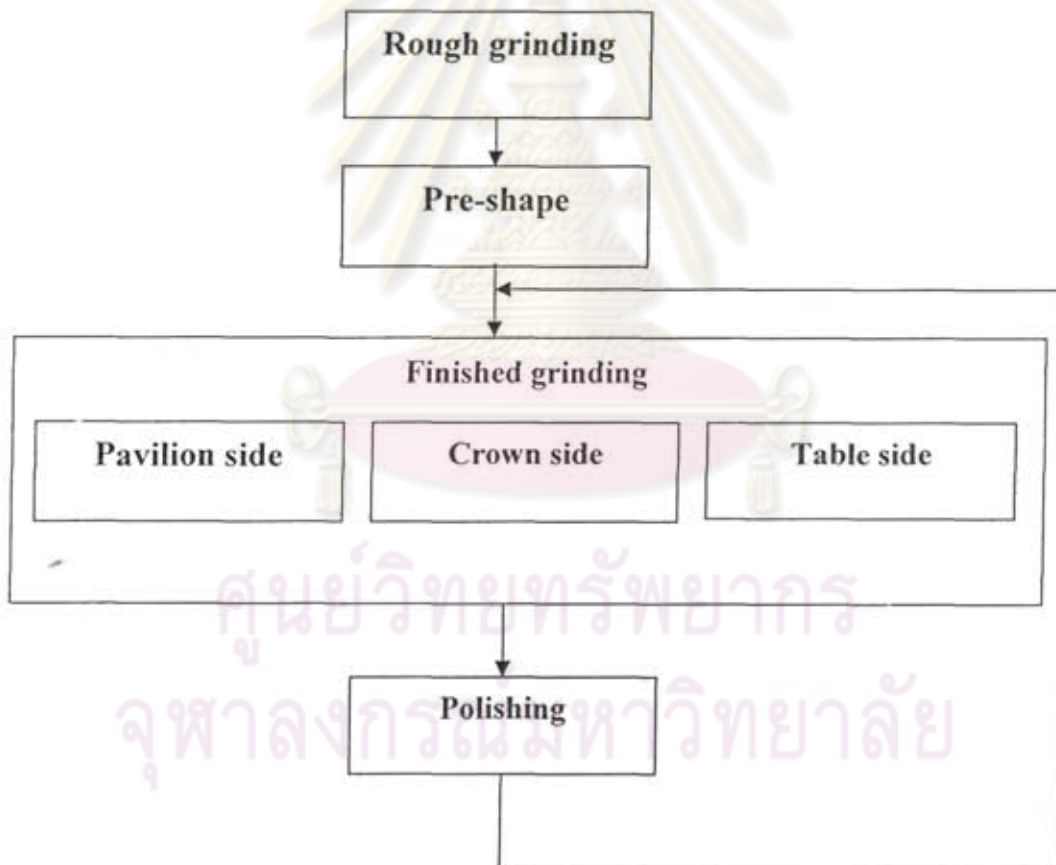 Rough grinding
Pre-shape
Finished grinding
Pavilion side
Crown side
Table side
ศูนย์วิทยทรัพยากร
Polishing
จุฬาลงกรณ์มหาวิทยาลัย